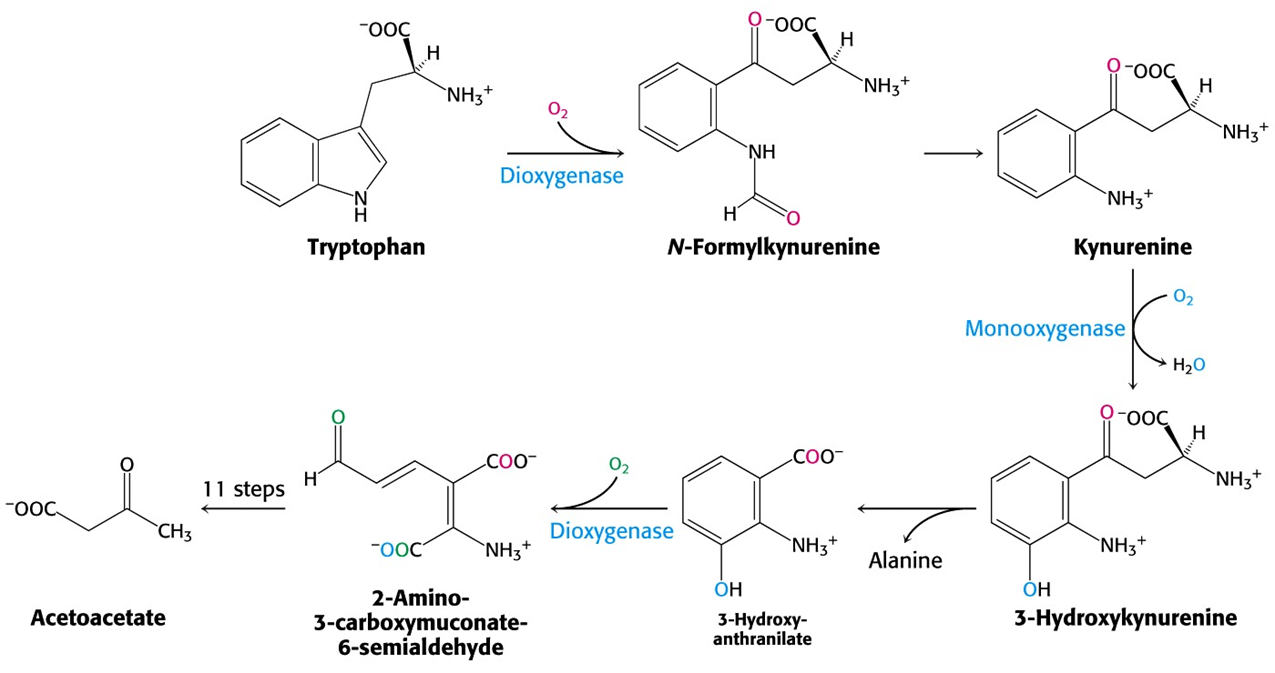 ⁻OOC
H
NH₃⁺
N
H
Tryptophan
O₂
Dioxygenase
O
⁻OOC
H
NH₃⁺
NH
H
O
N-Formylkynurenine
O
⁻OOC
H
NH₃⁺
NH₃⁺
Kynurenine
O₂
Monooxygenase
H₂O
O
⁻OOC
H
NH₃⁺
NH₃⁺
OH
3-Hydroxykynurenine
Alanine
COO⁻
NH₃⁺
OH
3-Hydroxy-
anthranilate
O₂
Dioxygenase
O
H
COO⁻
⁻OOC
NH₃⁺
2-Amino-
3-carboxymuconate-
6-semialdehyde
11 steps
O
⁻OOC
CH₃
Acetoacetate